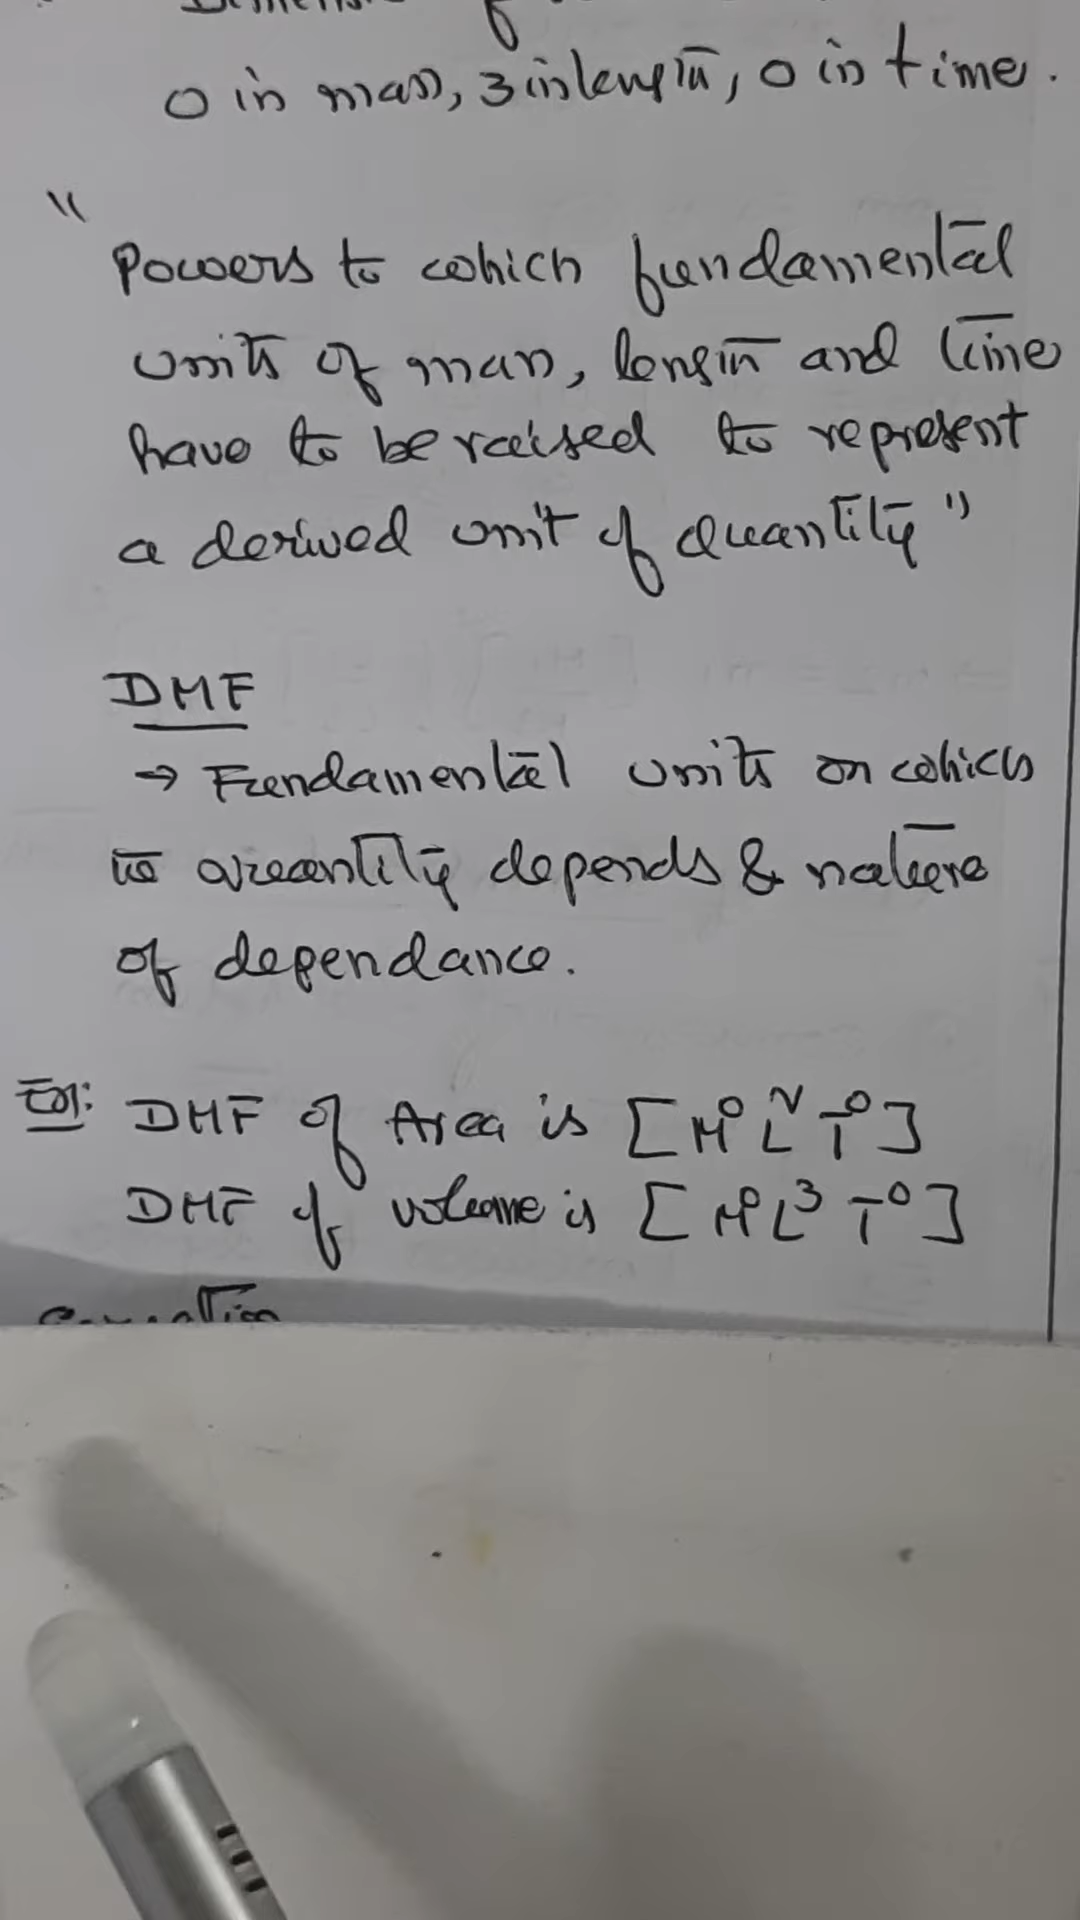 0 in mass, 3 in length, 0 in time.
"
Powers to which fundamental
units of mass, length and time
have to be raised to represent
a derived unit of quantity"
DMF
→ Fundamental units on which
quantity depends & nature
of dependance.
Ex: DMF of Area is [M⁰ L² T⁰]
DMF of volume is [M⁰ L³ T⁰]